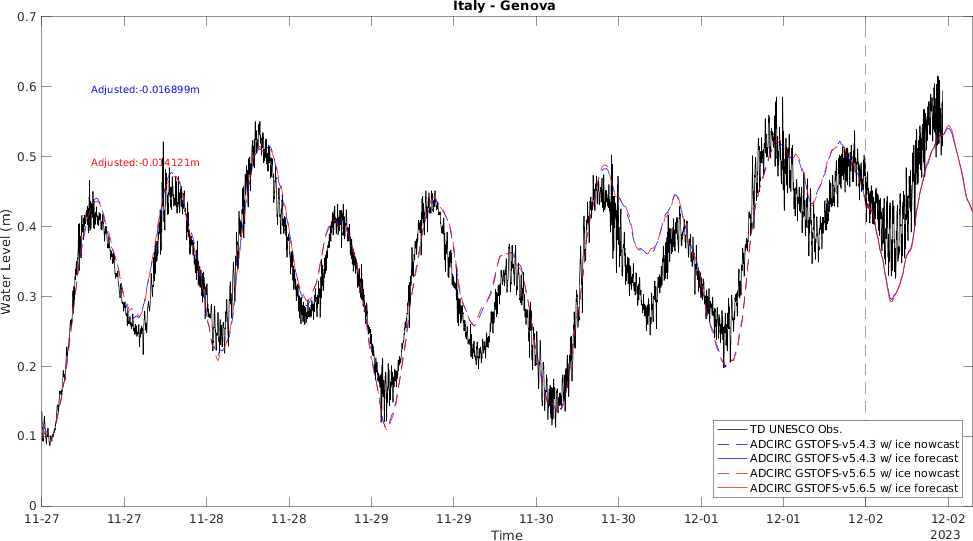 Italy - Genova
0.7
0.6
0.5
0.4
0.3
0.2
0.1
0
Water Level (m)
Adjusted:-0.016899m
Adjusted:-0.034121m
TD UNESCO Obs.
ADCIRC GSTOFS-v5.4.3 w/ ice nowcast
ADCIRC GSTOFS-v5.4.3 w/ ice forecast
ADCIRC GSTOFS-v5.6.5 w/ ice nowcast
ADCIRC GSTOFS-v5.6.5 w/ ice forecast
11-27 11-27 11-28 11-28 11-29 11-29 11-30 11-30 12-01 12-01 12-02 12-02
Time
2023